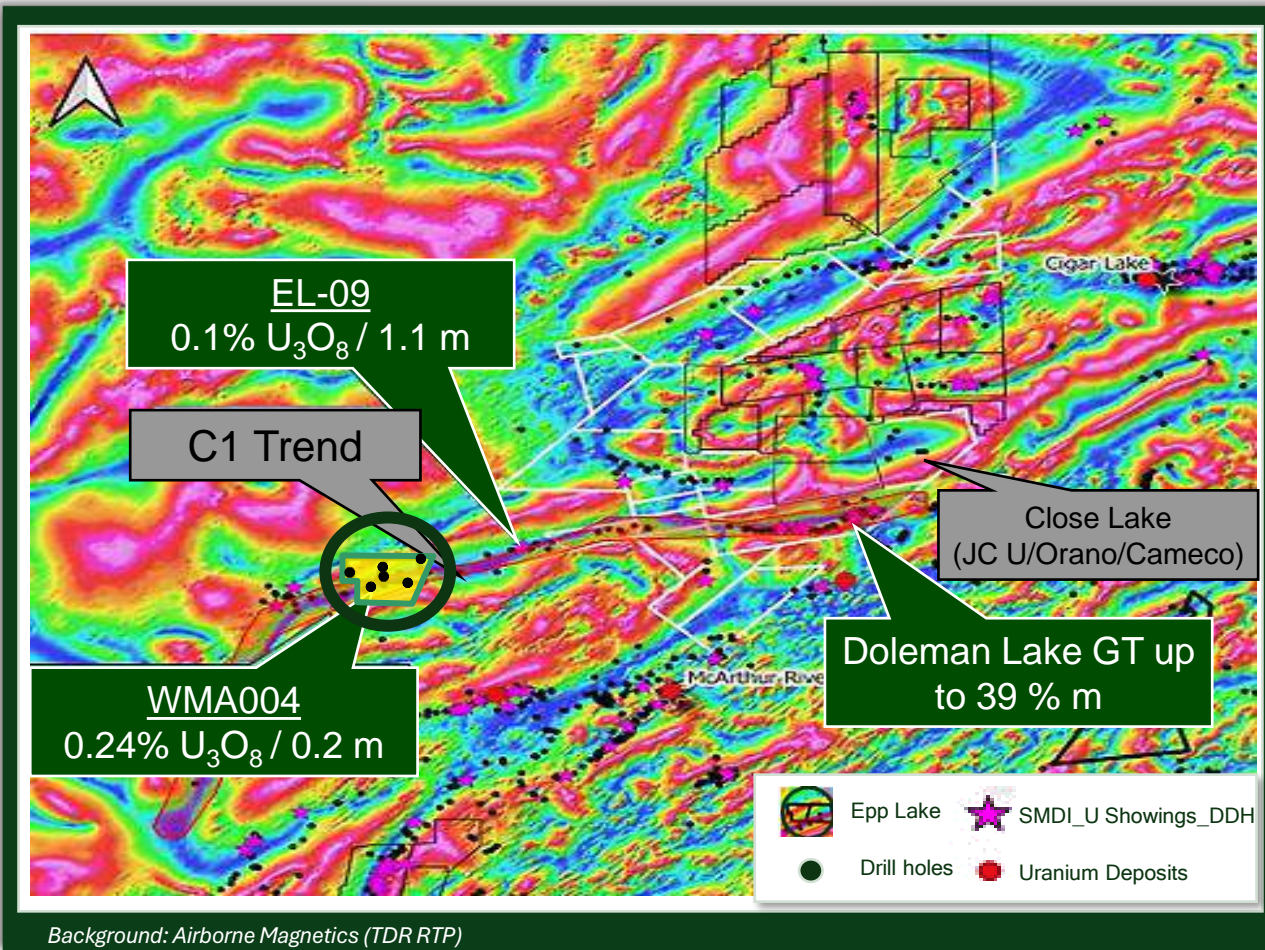 Cigar Lake
EL-09
0.1% U₃O₈ / 1.1 m
C1 Trend
Close Lake
(JC U/Orano/Cameco)
Doleman Lake GT up
to 39 % m
McArthur Rive
WMA004
0.24% U₃O₈ / 0.2 m
Epp Lake
SMDI_U Showings_DDH
Drill holes
Uranium Deposits
Background: Airborne Magnetics (TDR RTP)